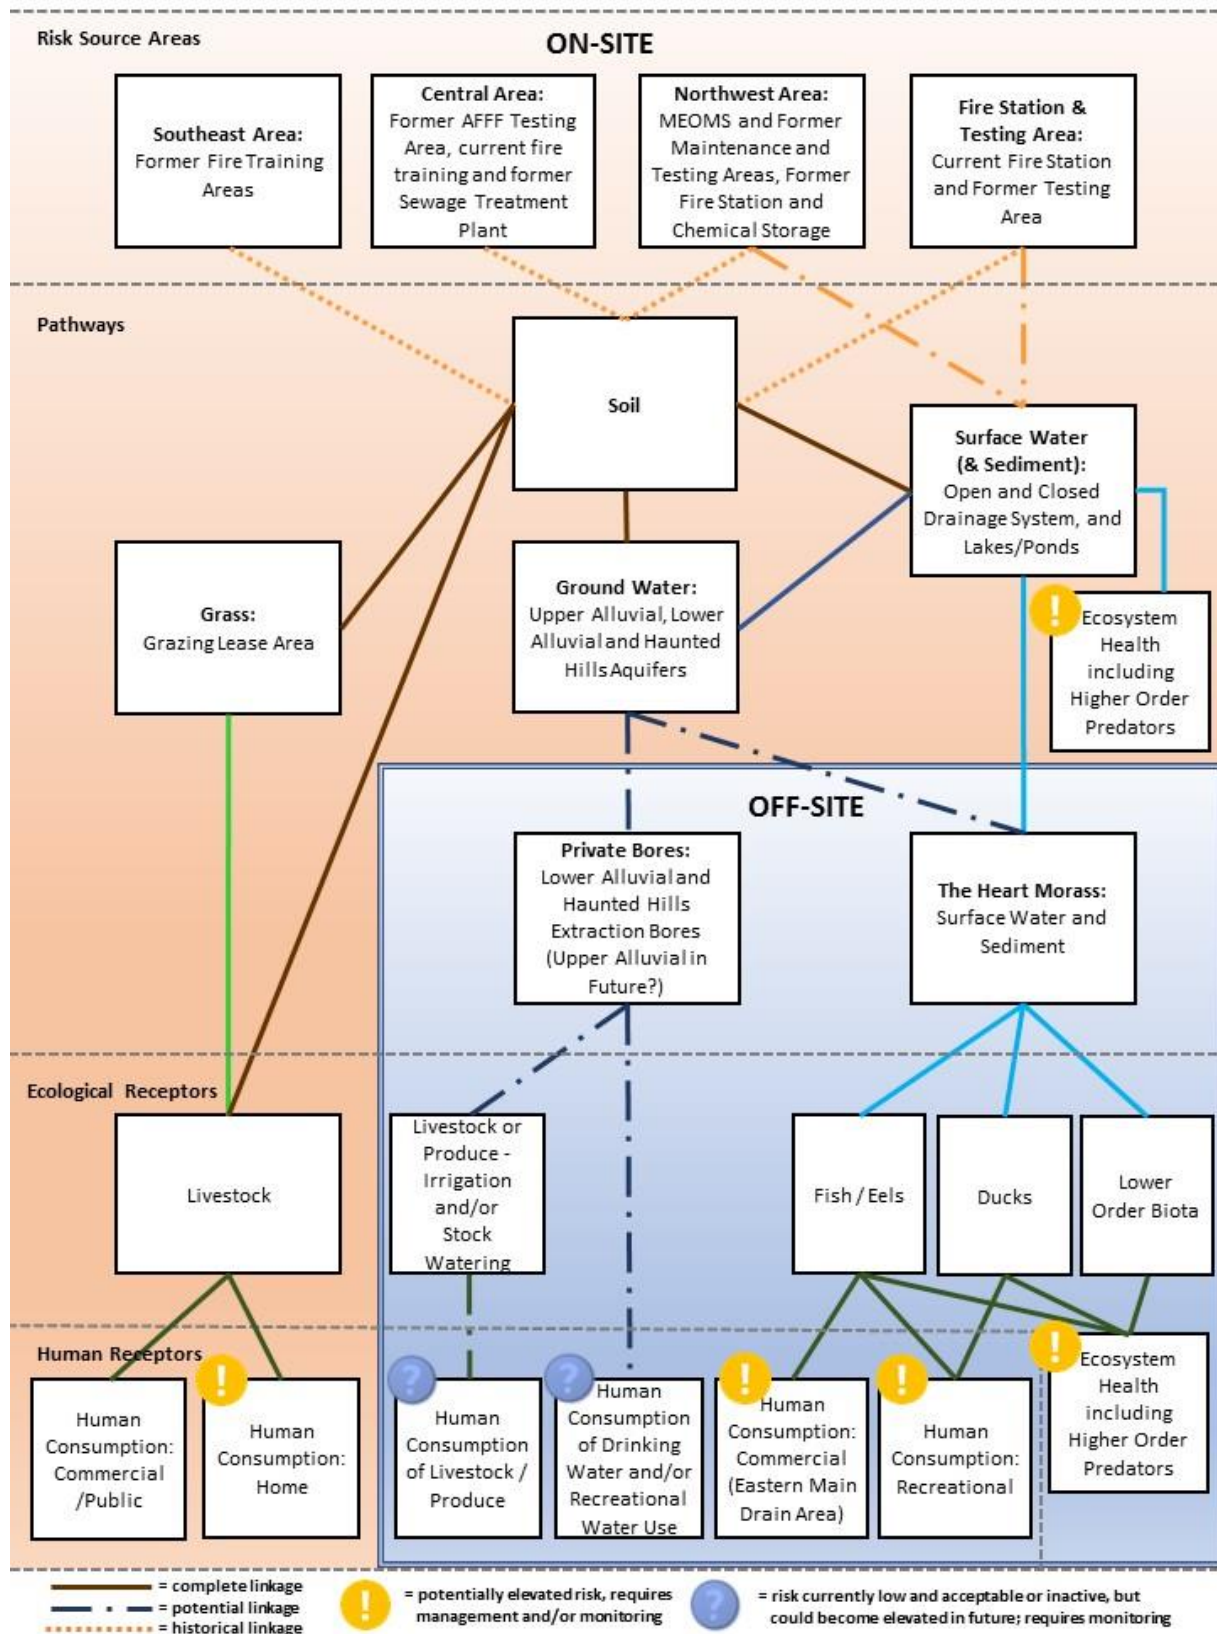 Risk Source Areas
ON-SITE
Southeast Area:
Former Fire Training
Areas
Central Area:
Former AFFF Testing
Area, current fire
training and former
Sewage Treatment
Plant
Northwest Area:
MEOMS and Former
Maintenance and
Testing Areas, Former
Fire Station and
Chemical Storage
Fire Station &
Testing Area:
Current Fire Station
and Former Testing
Area
Pathways
Soil
Surface Water
(& Sediment):
Open and Closed
Drainage System, and
Lakes/Ponds
Grass:
Grazing Lease Area
Ground Water:
Upper Alluvial, Lower
Alluvial and Haunted
Hills Aquifers
!
Ecosystem
Health
including
Higher Order
Predators
OFF-SITE
Private Bores:
Lower Alluvial and
Haunted Hills
Extraction Bores
(Upper Alluvial in
Future?)
The Heart Morass:
Surface Water and
Sediment
Ecological Receptors
Livestock
Livestock or
Produce -
Irrigation
and/or
Stock
Watering
Fish / Eels
Ducks
Lower
Order Biota
Human Receptors
Human
Consumption:
Commercial
/Public
!
Human
Consumption:
Home
?
Human
Consumption
of Livestock /
Produce
?
Human
Consumption
of Drinking
Water and/or
Recreational
Water Use
!
Human
Consumption:
Commercial
(Eastern Main
Drain Area)
!
Human
Consumption:
Recreational
!
Ecosystem
Health
including
Higher Order
Predators
= complete linkage
= potential linkage
= historical linkage
!
= potentially elevated risk, requires
management and/or monitoring
?
= risk currently low and acceptable or inactive, but
could become elevated in future; requires monitoring